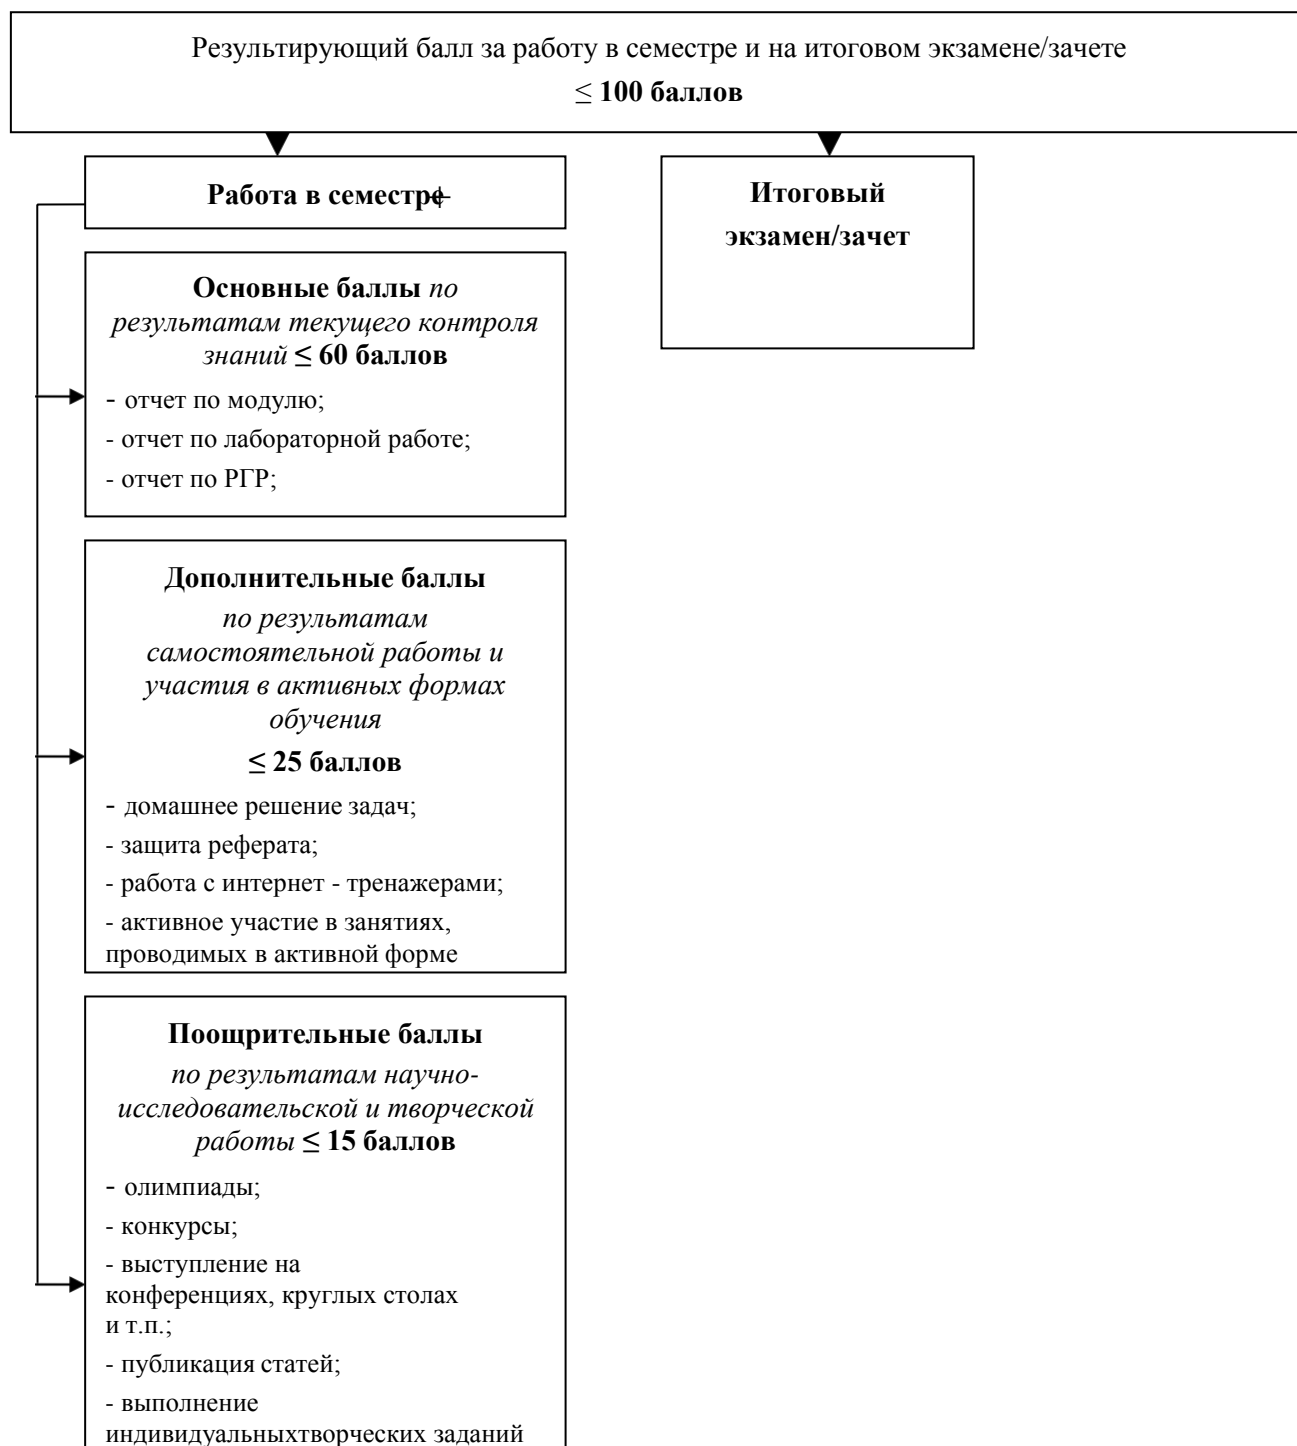 Результирующий балл за работу в семестре и на итоговом экзамене/зачете
≤ 100 баллов
Работа в семестре+
Итоговый
экзамен/зачет
Основные баллы по
результатам текущего контроля
знаний ≤ 60 баллов
- отчет по модулю;
- отчет по лабораторной работе;
- отчет по РГР;
Дополнительные баллы
по результатам
самостоятельной работы и
участия в активных формах
обучения
≤ 25 баллов
- домашнее решение задач;
- защита реферата;
- работа с интернет - тренажерами;
- активное участие в занятиях,
проводимых в активной форме
Поощрительные баллы
по результатам научно-
исследовательской и творческой
работы ≤ 15 баллов
- олимпиады;
- конкурсы;
- выступление на
конференциях, круглых столах
и т.п.;
- публикация статей;
- выполнение
индивидуальныхтворческих заданий